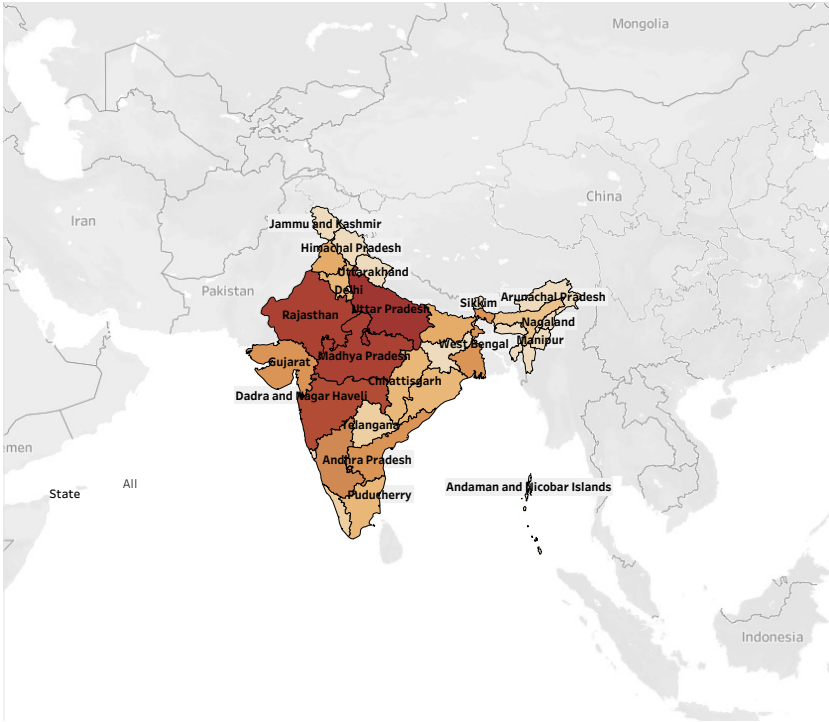 Mongolia
China
Iran
Jammu and Kashmir
Himachal Pradesh
Uttarakhand
Pakistan
Delhi
Sikkim
Arunachal Pradesh
Rajasthan
Uttar Pradesh
Nagaland
Manipur
West Bengal
Madhya Pradesh
Gujarat
Chhattisgarh
Dadra and Nagar Haveli
Telangana
emen
Andhra Pradesh
State
All
Andaman and Nicobar Islands
Puducherry
Indonesia